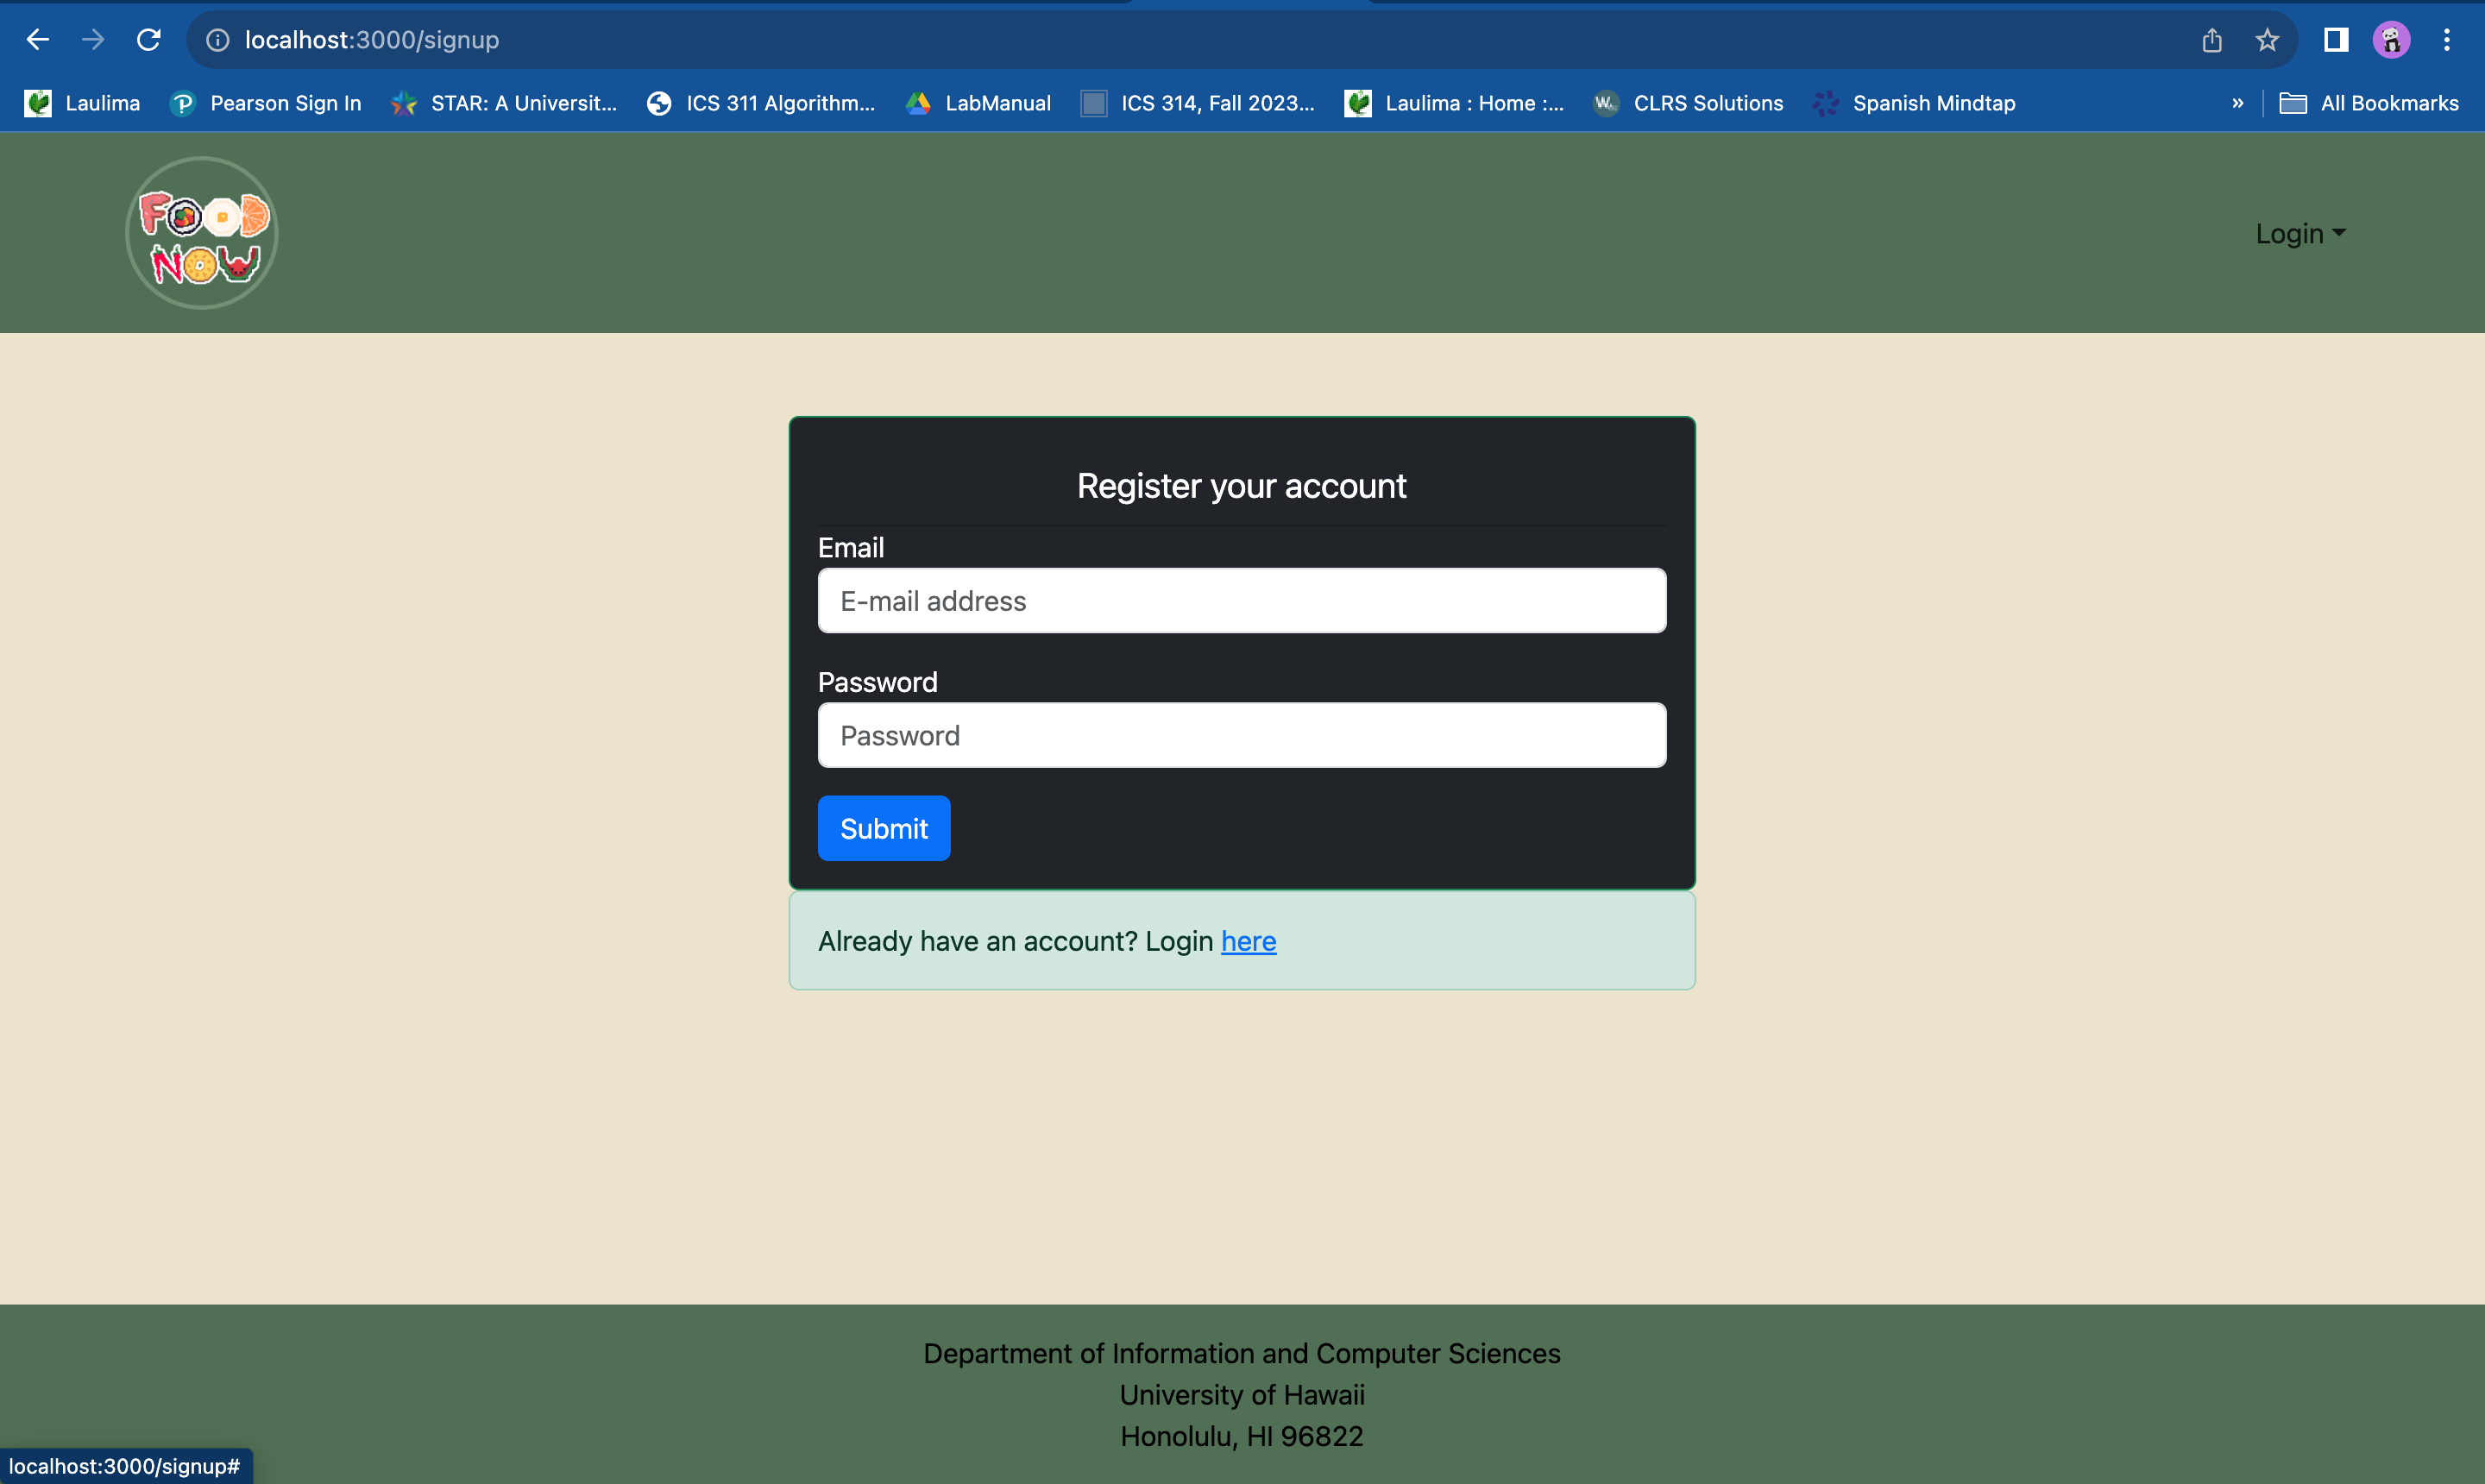 localhost:3000/signup
Laulima Pearson Sign In STAR: A Universit... ICS 311 Algorithm... LabManual ICS 314, Fall 2023... Laulima : Home :... CLRS Solutions Spanish Mindtap » All Bookmarks
FOOD
NOW
Login
Register your account
Email
E-mail address
Password
Password
Submit
Already have an account? Login here
Department of Information and Computer Sciences
University of Hawaii
Honolulu, HI 96822
localhost:3000/signup#